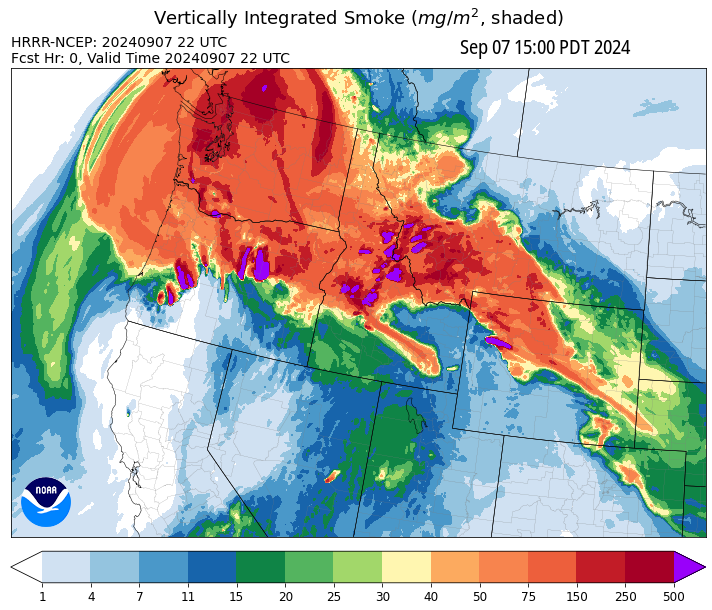 Vertically Integrated Smoke (mg/m², shaded)
HRRR-NCEP: 20240907 22 UTC
Sep 07 15:00 PDT 2024
Fcst Hr: 0, Valid Time 20240907 22 UTC
NOAA
1 4 7 11 15 20 25 30 40 50 75 150 250 500